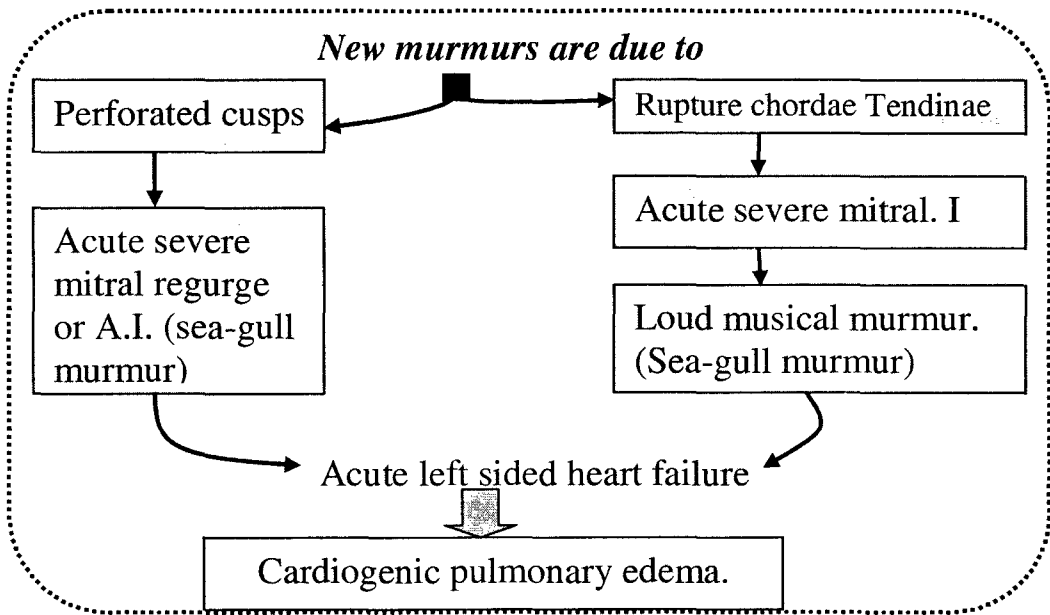 New murmurs are due to
Perforated cusps
Acute severe
mitral regurge
or A.I. (sea-gull
murmur)
Rupture chordae Tendinae
Acute severe mitral. I
Loud musical murmur.
(Sea-gull murmur)
Acute left sided heart failure
Cardiogenic pulmonary edema.